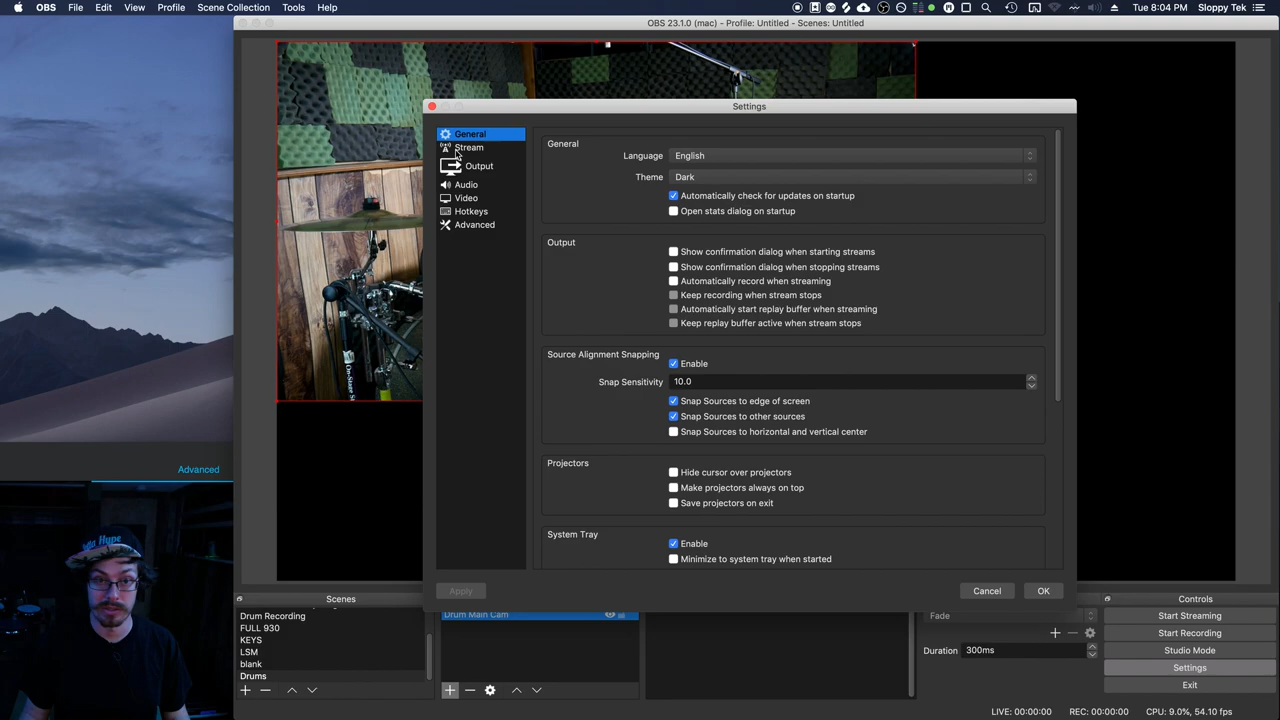 OBS File Edit View Profile Scene Collection Tools Help Tue 8:04 PM Sloppy Tek
OBS 23.1.0 (mac) - Profile: Untitled - Scenes: Untitled
Settings
General
Stream
Output
Audio
Video
Hotkeys
Advanced
General
Language English
Theme Dark
Automatically check for updates on startup
Open stats dialog on startup
Output
Show confirmation dialog when starting streams
Show confirmation dialog when stopping streams
Automatically record when streaming
Keep recording when stream stops
Automatically start replay buffer when streaming
Keep replay buffer active when stream stops
Source Alignment Snapping
Enable
Snap Sensitivity 10.0
Snap Sources to edge of screen
Snap Sources to other sources
Snap Sources to horizontal and vertical center
Projectors
Hide cursor over projectors
Make projectors always on top
Save projectors on exit
System Tray
Enable
Minimize to system tray when started
Apply Cancel OK
Advanced
Scenes
Drum Recording
FULL 930
KEYS
LSM
blank
Drums
Drum Main Cam
Fade
Duration 300ms
Controls
Start Streaming
Start Recording
Studio Mode
Settings
Exit
LIVE: 00:00:00 REC: 00:00:00 CPU: 9.0%, 54.10 fps